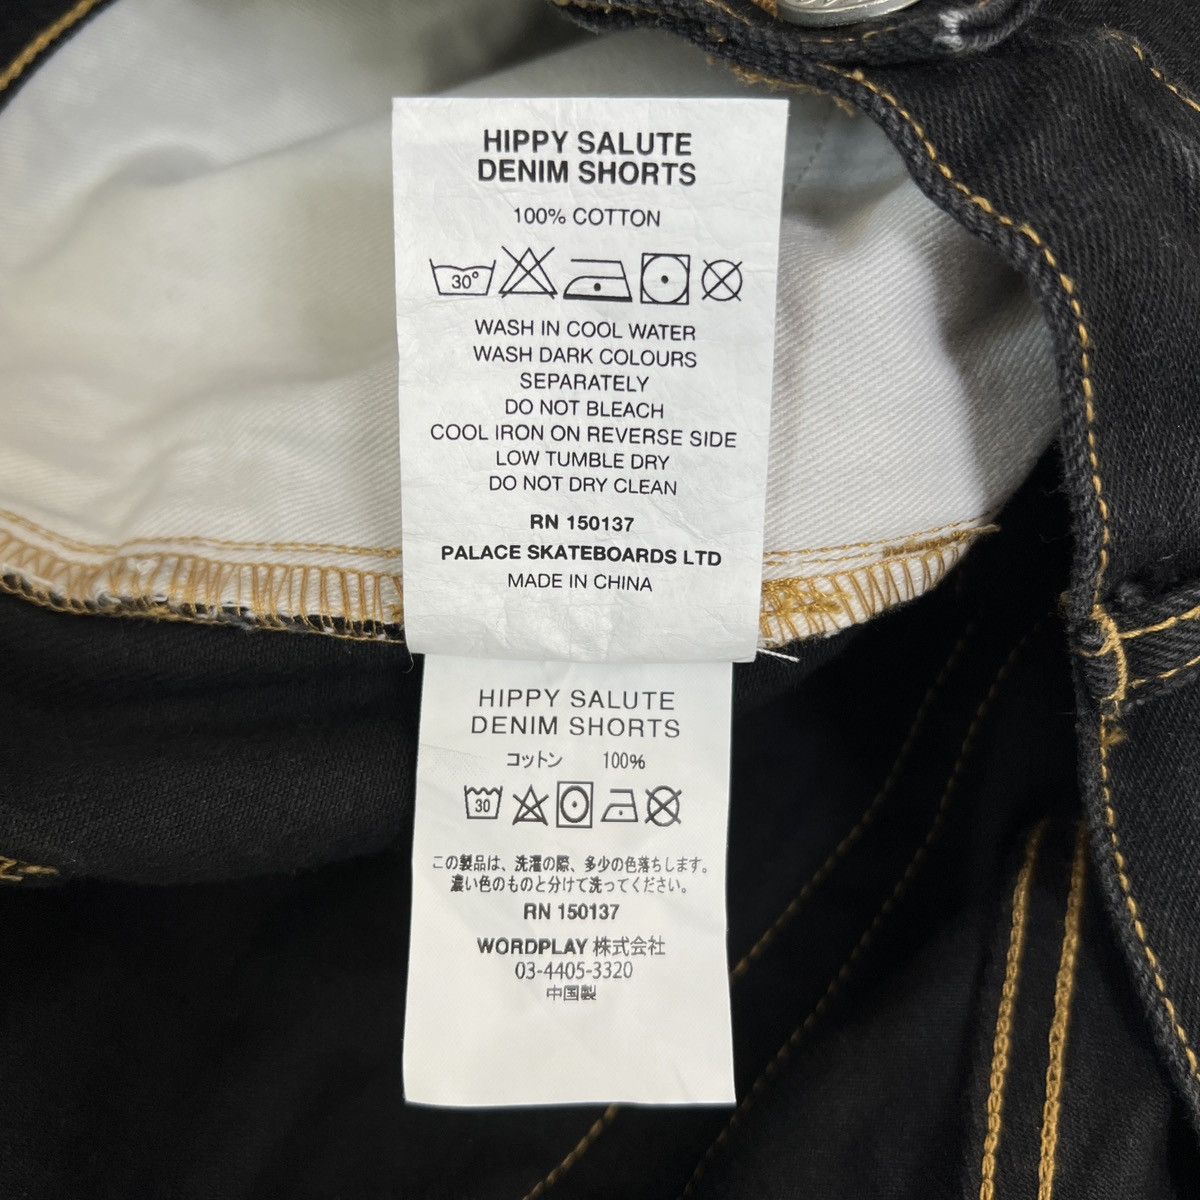 HIPPY SALUTE
DENIM SHORTS
100% COTTON
30°
WASH IN COOL WATER
WASH DARK COLOURS
SEPARATELY
DO NOT BLEACH
COOL IRON ON REVERSE SIDE
LOW TUMBLE DRY
DO NOT DRY CLEAN
RN 150137
PALACE SKATEBOARDS LTD
MADE IN CHINA
HIPPY SALUTE
DENIM SHORTS
コットン 100%
30
この製品は、洗濯の際、多少の色落ちします。
濃い色のものと分けて洗ってください。
RN 150137
WORDPLAY 株式会社
03-4405-3320
中国製